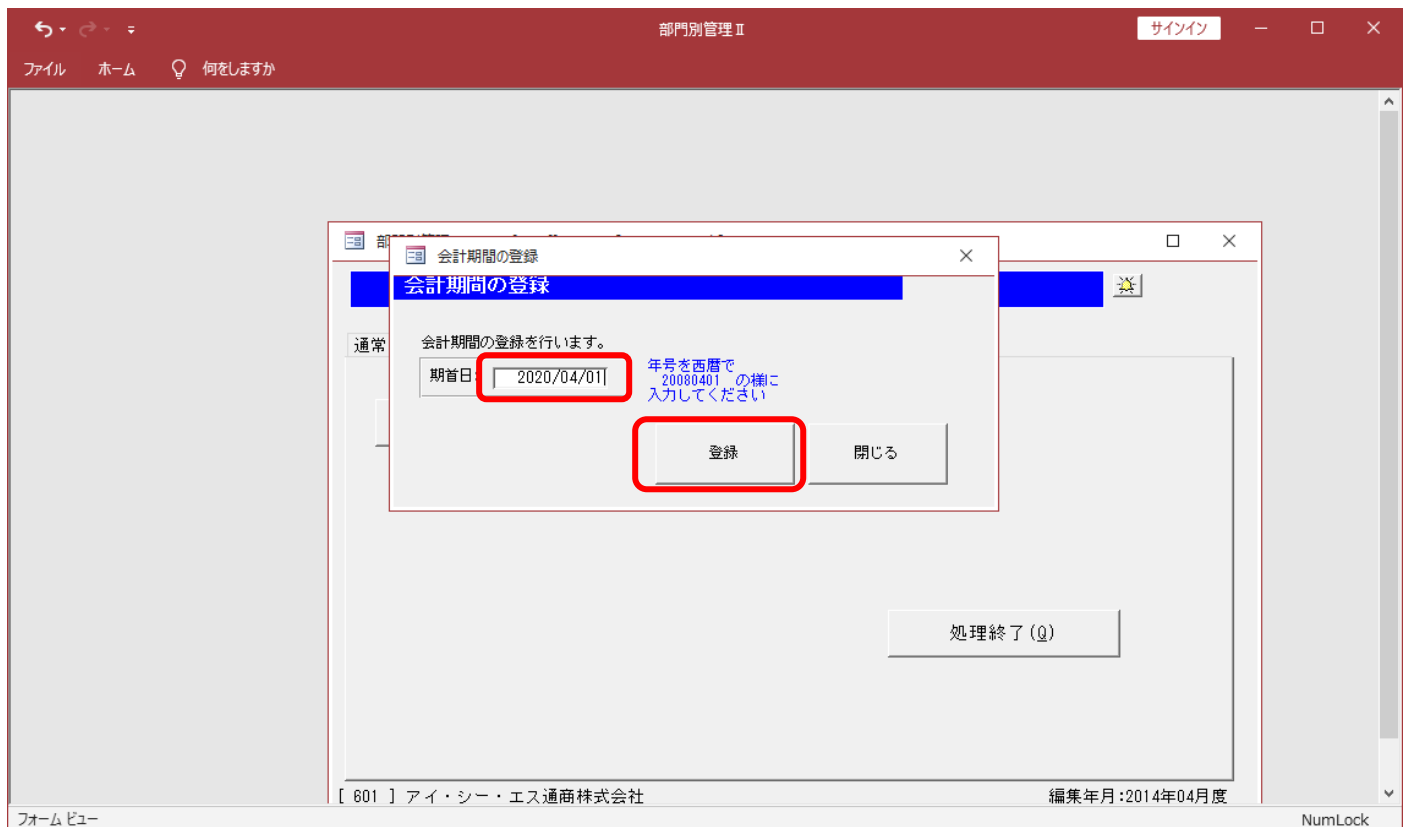 部門別管理Ⅱ
サインイン
ファイル ホーム 何をしますか
会計期間の登録
会計期間の登録
通常
会計期間の登録を行います。
期首日: 2020/04/01
年号を西暦で
20080401 の様に
入力してください
登録 閉じる
処理終了(Q)
[ 601 ] アイ・シー・エス通商株式会社 編集年月:2014年04月度
フォーム ビュー NumLock